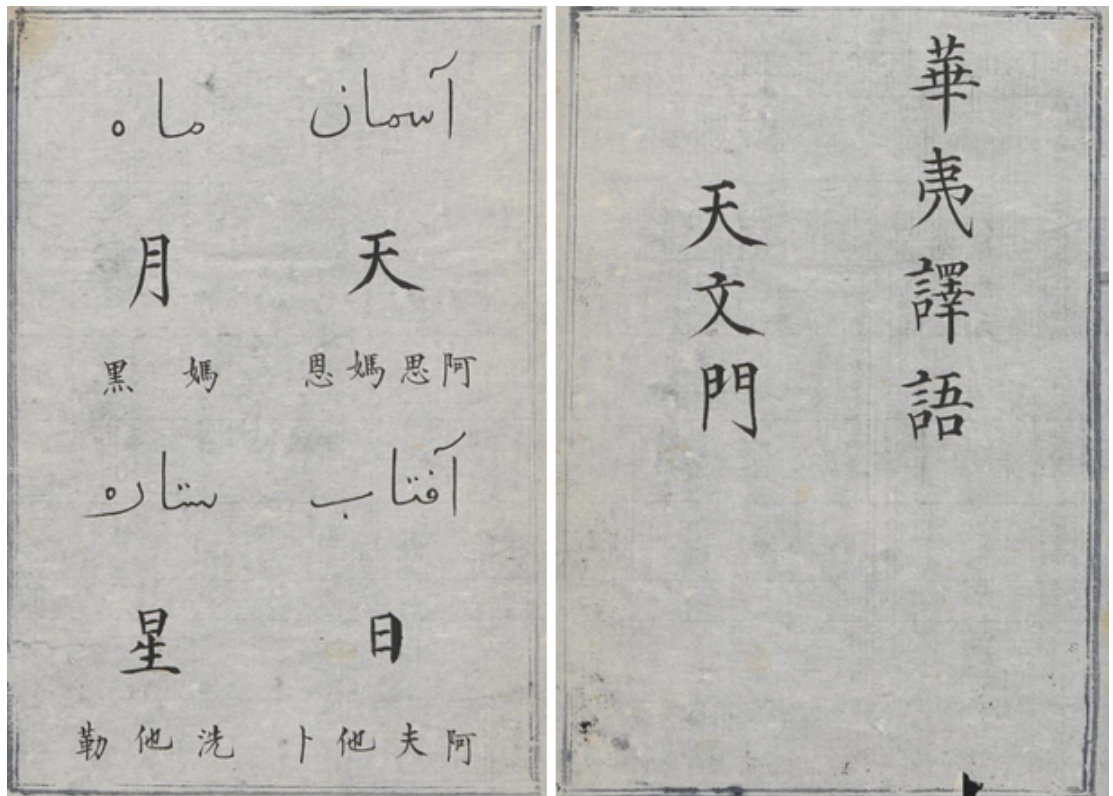 華夷譯語
天文門
آسمان
天
阿思媽恩
آفتاب
日
阿夫他卜
ماه
月
媽黑
ستاره
星
洗他勒